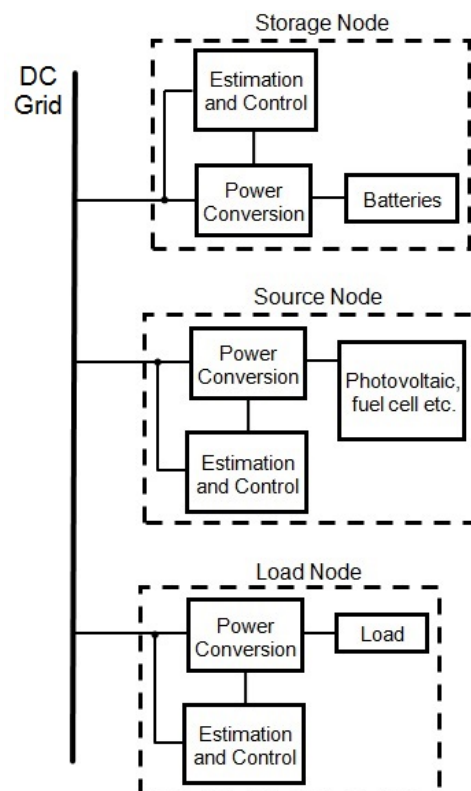 Storage Node
DC
Grid
Estimation
and Control
Power
Conversion
Batteries
Source Node
Power
Conversion
Photovoltaic,
fuel cell etc.
Estimation
and Control
Load Node
Power
Conversion
Load
Estimation
and Control